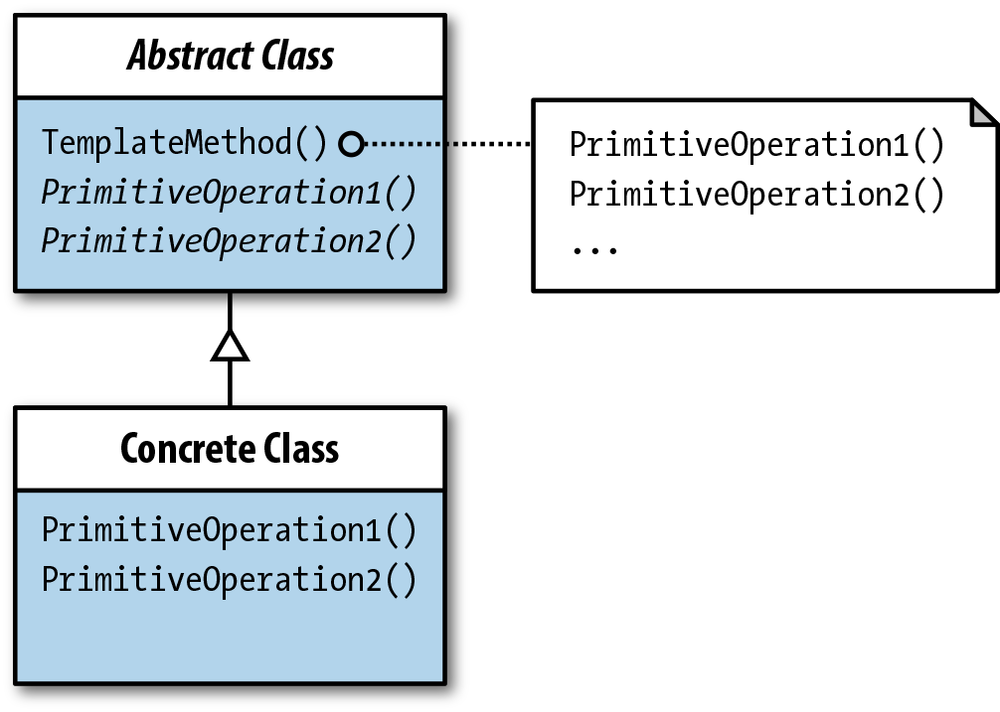 Abstract Class
TemplateMethod()
PrimitiveOperation1()
PrimitiveOperation2()
PrimitiveOperation1()
PrimitiveOperation2()
...
Concrete Class
PrimitiveOperation1()
PrimitiveOperation2()